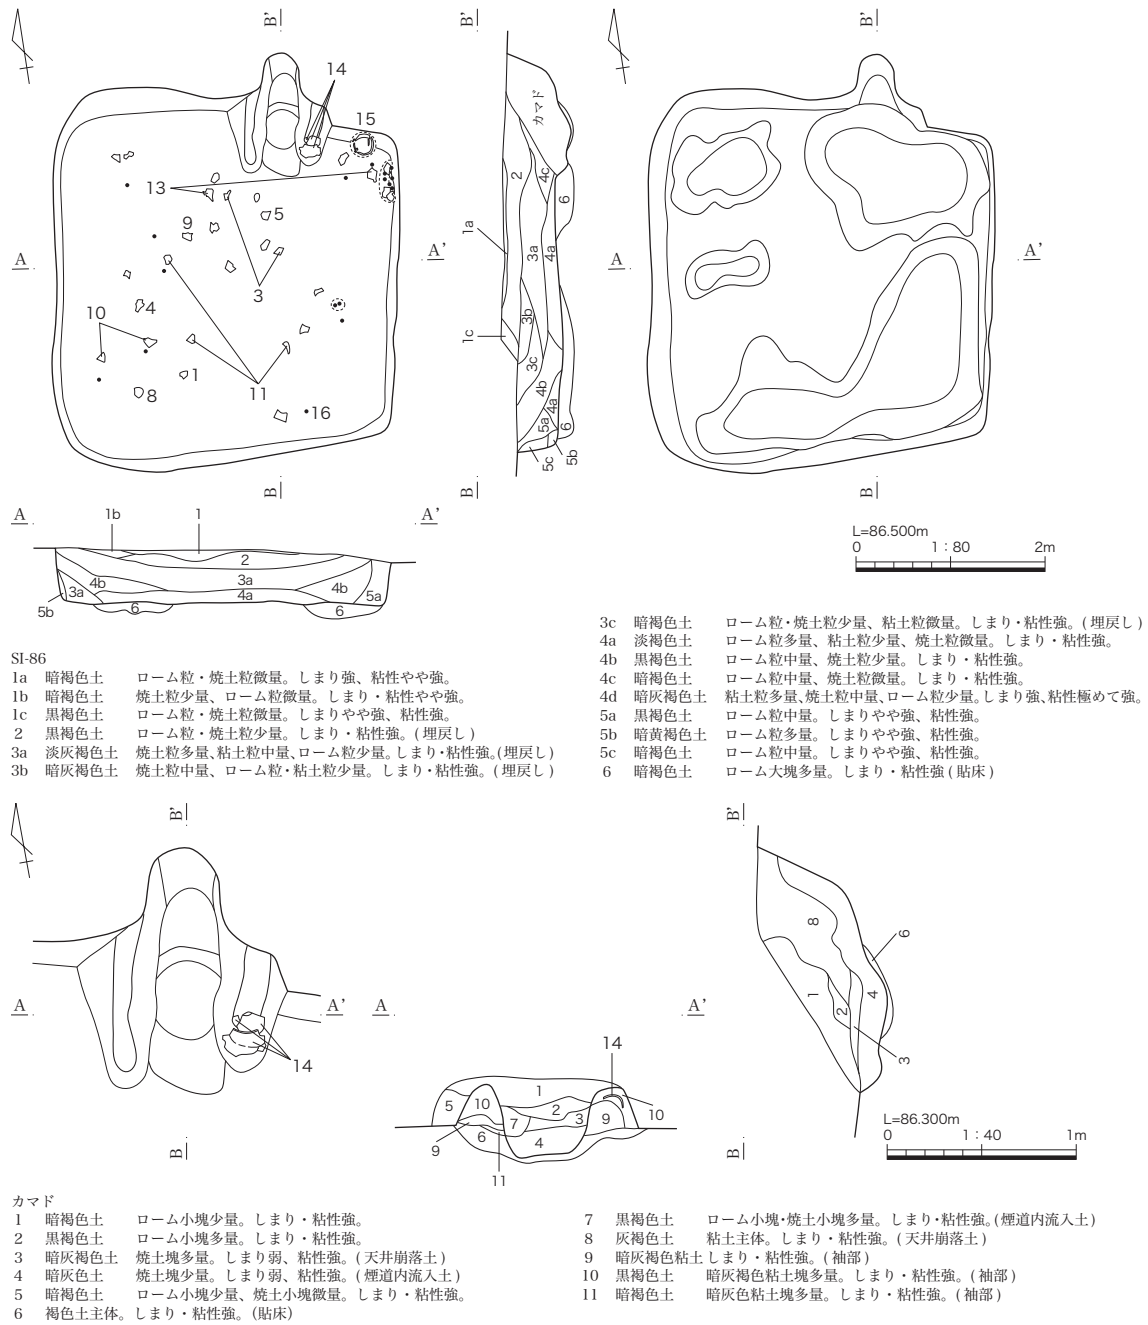 B'
B'
B'
14
15
カマド
13
2
4c
6
9
5
1a
A
A'
3a
4a
A
A'
3
10
4
3b
1c
3c
1
11
4b
8
16
4a
5a
6
5c
5b
B
B
B
A
1b
1
A'
2
3a
4b
4b
3a
4a
5a
5b
6
6
L=86.500m
0
1：80
2m
SI-86
1a 暗褐色土 ローム粒・焼土粒微量。しまり強、粘性やや強。
1b 暗褐色土 焼土粒少量、ローム粒微量。しまり・粘性やや強。
1c 黒褐色土 ローム粒・焼土粒微量。しまりやや強、粘性強。
2 黒褐色土 ローム粒・焼土粒少量。しまり・粘性強。(埋戻し)
3a 淡灰褐色土 焼土粒多量、粘土粒中量、ローム粒少量。しまり・粘性強。(埋戻し)
3b 暗灰褐色土 焼土粒中量、ローム粒・粘土粒少量。しまり・粘性強。(埋戻し)
3c 暗褐色土 ローム粒・焼土粒少量、粘土粒微量。しまり・粘性強。(埋戻し)
4a 淡褐色土 ローム粒多量、粘土粒少量、焼土粒微量。しまり・粘性強。
4b 黒褐色土 ローム粒中量、焼土粒少量。しまり・粘性強。
4c 暗褐色土 ローム粒中量、焼土粒微量。しまり・粘性強。
4d 暗灰褐色土 粘土粒多量、焼土粒中量、ローム粒少量。しまり強、粘性極めて強。
5a 黒褐色土 ローム粒中量。しまりやや強、粘性強。
5b 暗黄褐色土 ローム粒多量。しまりやや強、粘性強。
5c 暗褐色土 ローム粒中量。しまりやや強、粘性強。
6 暗褐色土 ローム大塊多量。しまり・粘性強(貼床)
B'
B'
8
6
A
A'
A
A'
1
2
4
14
3
14
1
5
10
2
3
9
10
7
6
4
9
11
B
B
L=86.300m
0
1：40
1m
カマド
1 暗褐色土 ローム小塊少量。しまり・粘性強。
2 黒褐色土 ローム小塊多量。しまり・粘性強。
3 暗灰褐色土 焼土塊多量。しまり弱、粘性強。(天井崩落土)
4 暗灰色土 焼土塊少量。しまり弱、粘性強。(煙道内流入土)
5 暗褐色土 ローム小塊少量、焼土小塊微量。しまり・粘性強。
6 褐色土主体。しまり・粘性強。(貼床)
7 黒褐色土 ローム小塊・焼土小塊多量。しまり・粘性強。(煙道内流入土)
8 灰褐色土 粘土主体。しまり・粘性強。(天井崩落土)
9 暗灰褐色粘土 しまり・粘性強。(袖部)
10 黒褐色土 暗灰褐色粘土塊多量。しまり・粘性強。(袖部)
11 暗褐色土 暗灰色粘土塊多量。しまり・粘性強。(袖部)